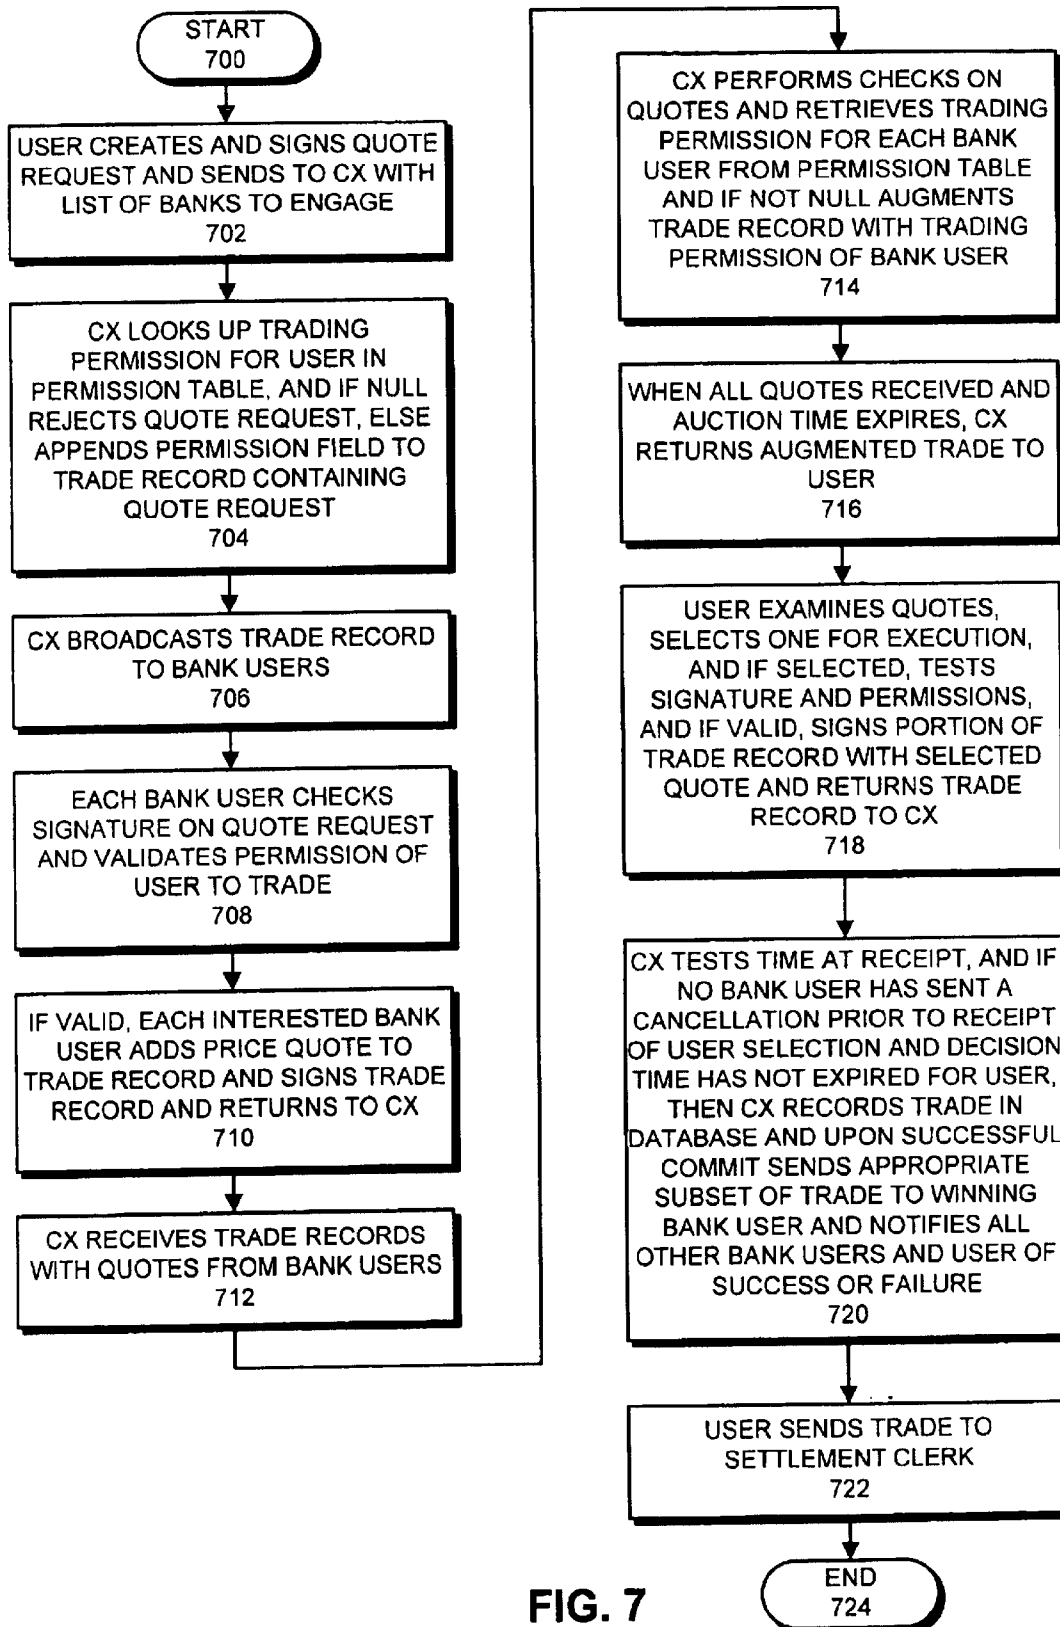 START
700
USER CREATES AND SIGNS QUOTE
REQUEST AND SENDS TO CX WITH
LIST OF BANKS TO ENGAGE
702
CX LOOKS UP TRADING
PERMISSION FOR USER IN
PERMISSION TABLE, AND IF NULL
REJECTS QUOTE REQUEST, ELSE
APPENDS PERMISSION FIELD TO
TRADE RECORD CONTAINING
QUOTE REQUEST
704
CX BROADCASTS TRADE RECORD
TO BANK USERS
706
EACH BANK USER CHECKS
SIGNATURE ON QUOTE REQUEST
AND VALIDATES PERMISSION OF
USER TO TRADE
708
IF VALID, EACH INTERESTED BANK
USER ADDS PRICE QUOTE TO
TRADE RECORD AND SIGNS TRADE
RECORD AND RETURNS TO CX
710
CX RECEIVES TRADE RECORDS
WITH QUOTES FROM BANK USERS
712
CX PERFORMS CHECKS ON
QUOTES AND RETRIEVES TRADING
PERMISSION FOR EACH BANK
USER FROM PERMISSION TABLE
AND IF NOT NULL AUGMENTS
TRADE RECORD WITH TRADING
PERMISSION OF BANK USER
714
WHEN ALL QUOTES RECEIVED AND
AUCTION TIME EXPIRES, CX
RETURNS AUGMENTED TRADE TO
USER
716
USER EXAMINES QUOTES,
SELECTS ONE FOR EXECUTION,
AND IF SELECTED, TESTS
SIGNATURE AND PERMISSIONS,
AND IF VALID, SIGNS PORTION OF
TRADE RECORD WITH SELECTED
QUOTE AND RETURNS TRADE
RECORD TO CX
718
CX TESTS TIME AT RECEIPT, AND IF
NO BANK USER HAS SENT A
CANCELLATION PRIOR TO RECEIPT
OF USER SELECTION AND DECISION
TIME HAS NOT EXPIRED FOR USER,
THEN CX RECORDS TRADE IN
DATABASE AND UPON SUCCESSFUL
COMMIT SENDS APPROPRIATE
SUBSET OF TRADE TO WINNING
BANK USER AND NOTIFIES ALL
OTHER BANK USERS AND USER OF
SUCCESS OR FAILURE
720
USER SENDS TRADE TO
SETTLEMENT CLERK
722
END
724
FIG. 7